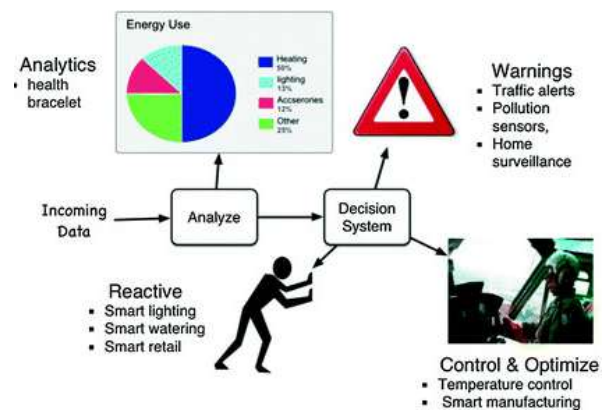 Energy Use
Heating
50%
lighting
13%
Accserories
12%
Other
25%
Analytics
health
bracelet
Warnings
Traffic alerts
Pollution
sensors,
Home
surveillance
Incoming
Data
Analyze
Decision
System
Reactive
Smart lighting
Smart watering
Smart retail
Control & Optimize
Temperature control
Smart manufacturing